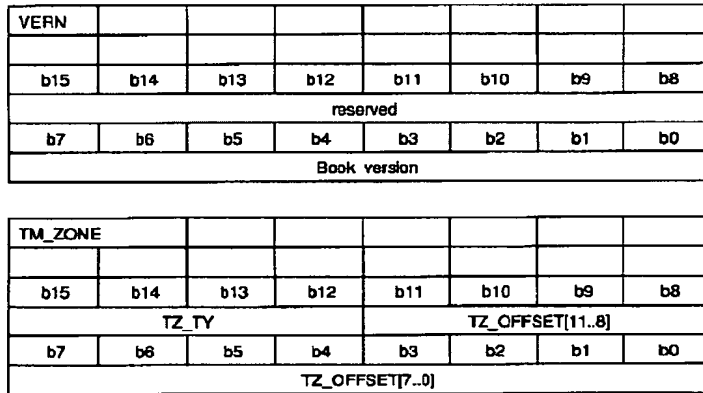 VERN
b15 b14 b13 b12 b11 b10 b9 b8
reserved
b7 b6 b5 b4 b3 b2 b1 b0
Book version
TM_ZONE
b15 b14 b13 b12 b11 b10 b9 b8
TZ_TY TZ_OFFSET[11..8]
b7 b6 b5 b4 b3 b2 b1 b0
TZ_OFFSET[7..0]